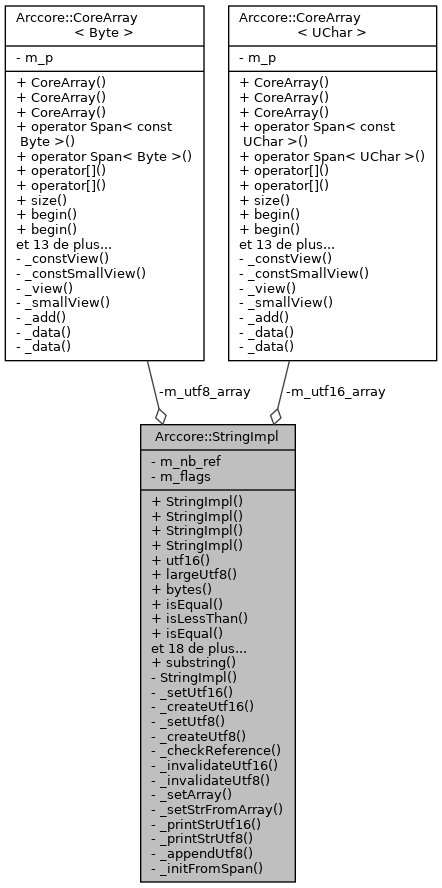 Arccore::CoreArray
< Byte >
- m_p
+ CoreArray()
+ CoreArray()
+ CoreArray()
+ operator Span< const
Byte >()
+ operator Span< Byte >()
+ operator[]()
+ operator[]()
+ size()
+ begin()
+ begin()
et 13 de plus...
- _constView()
- _constSmallView()
- _view()
- _smallView()
- _add()
- _data()
- _data()
Arccore::CoreArray
< UChar >
- m_p
+ CoreArray()
+ CoreArray()
+ CoreArray()
+ operator Span< const
UChar >()
+ operator Span< UChar >()
+ operator[]()
+ operator[]()
+ size()
+ begin()
+ begin()
et 13 de plus...
- _constView()
- _constSmallView()
- _view()
- _smallView()
- _add()
- _data()
- _data()
-m_utf8_array
-m_utf16_array
Arccore::StringImpl
- m_nb_ref
- m_flags
+ StringImpl()
+ StringImpl()
+ StringImpl()
+ StringImpl()
+ utf16()
+ largeUtf8()
+ bytes()
+ isEqual()
+ isLessThan()
+ isEqual()
et 18 de plus...
+ substring()
- StringImpl()
- _setUtf16()
- _createUtf16()
- _setUtf8()
- _createUtf8()
- _checkReference()
- _invalidateUtf16()
- _invalidateUtf8()
- _setArray()
- _setStrFromArray()
- _printStrUtf16()
- _printStrUtf8()
- _appendUtf8()
- _initFromSpan()